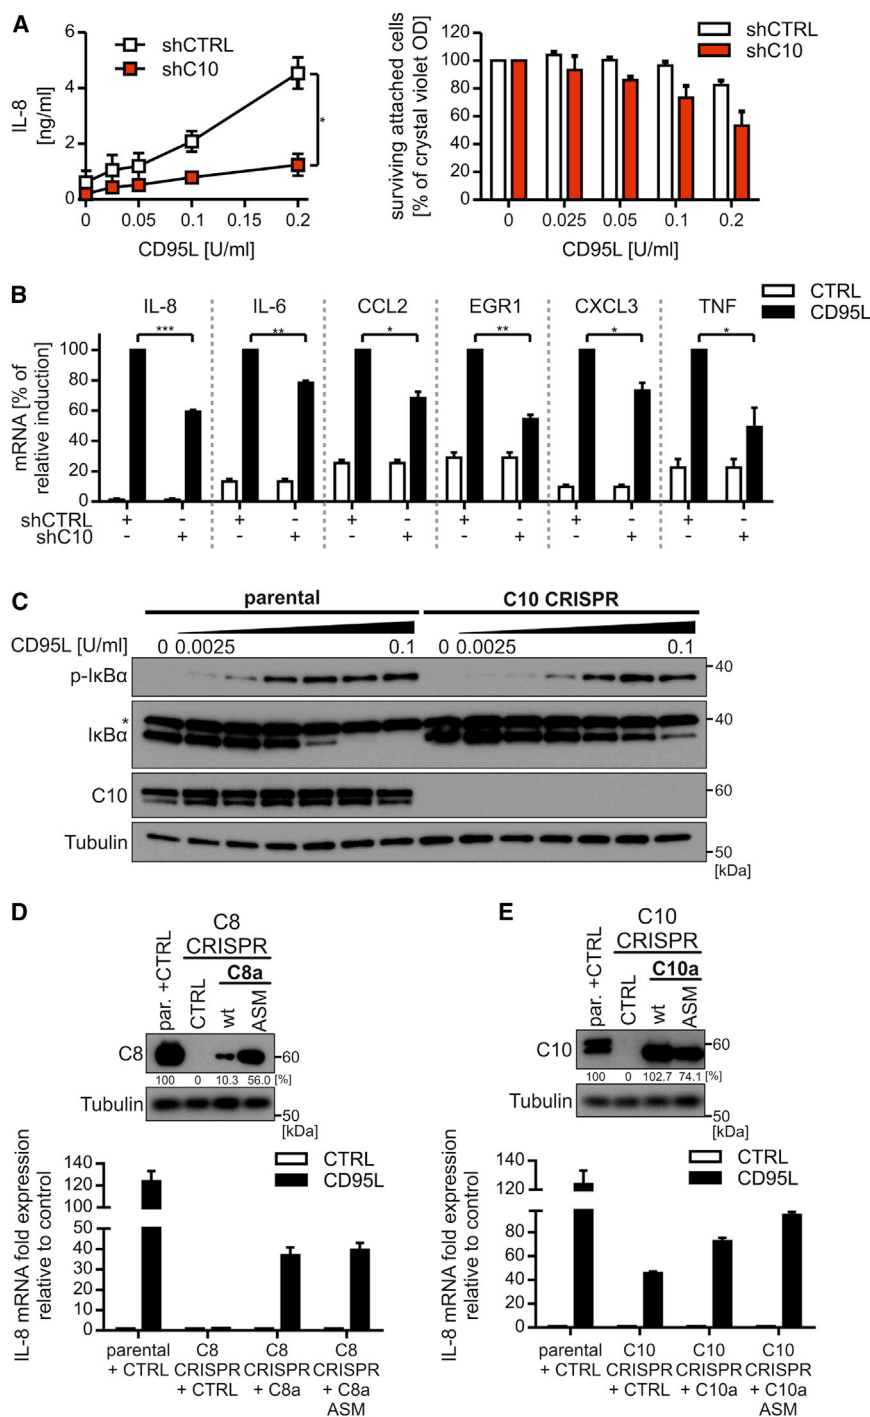 A
IL-8
[ng/ml]
6
4
2
0
shCTRL
shC10
*
0 0.05 0.1 0.15 0.2
CD95L [U/ml]
surviving attached cells
[% of crystal violet OD]
120
100
80
60
40
20
0
shCTRL
shC10
0 0.025 0.05 0.1 0.2
CD95L [U/ml]
B
CTRL
CD95L
IL-8 IL-6 CCL2 EGR1 CXCL3 TNF
*** ** * ** * *
mRNA [% of
relative induction]
100
80
60
40
20
0
shCTRL + - + - + - + - + - + -
shC10 - + - + - + - + - + - +
C
parental C10 CRISPR
CD95L [U/ml] 0 0.0025 0.1 0 0.0025 0.1
p-IκBα 40
*
IκBα 40
C10 60
Tubulin 50
[kDa]
D
C8
CRISPR
C8a
par. +CTRL
CTRL
wt
ASM
C8 60
100 0 10.3 56.0 [%]
Tubulin 50
[kDa]
CTRL
CD95L
IL-8 mRNA fold expression
relative to control
140
120
100
50
40
30
20
10
0
parental
+ CTRL
C8
CRISPR
+ CTRL
C8
CRISPR
+ C8a
C8
CRISPR
+ C8a
ASM
E
C10
CRISPR
C10a
par. +CTRL
CTRL
wt
ASM
C10 60
100 0 102.7 74.1 [%]
Tubulin 50
[kDa]
CTRL
CD95L
IL-8 mRNA fold expression
relative to control
140
120
80
60
40
20
0
parental
+ CTRL
C10
CRISPR
+ CTRL
C10
CRISPR
+ C10a
C10
CRISPR
+ C10a
ASM